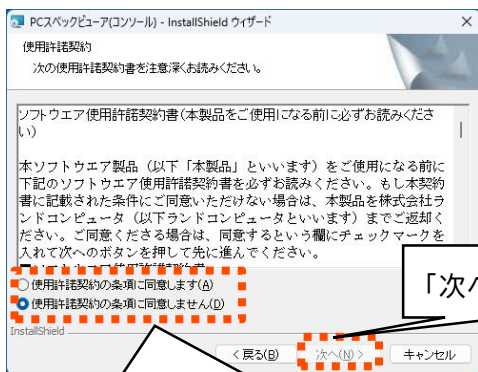 PCスペックビューア(コンソール) - InstallShield ウィザード
使用許諾契約
次の使用許諾契約書を注意深くお読みください。
ソフトウエア使用許諾契約書(本製品をご使用になる前に必ずお読みくださ
い)
本ソフトウエア製品（以下「本製品」といいます）をご使用になる前に
下記のソフトウエア使用許諾契約書を必ずお読みください。もし本契約
書に記載された条件にご同意いただけない場合は、本製品を株式会社ラ
ンドコンピュータ（以下ランドコンピュータといいます）までご返却く
ださい。ご同意くださる場合は、同意するという欄にチェックマークを
入れて次へのボタンを押して先に進んでください。
使用許諾契約の条項に同意します(A)
使用許諾契約の条項に同意しません(D)
「次へ
InstallShield
< 戻る(B)
次へ(N) >
キャンセル